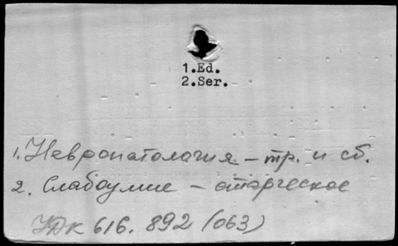 1.Ed.
2.Ser.
1. Невропатология – тр. и сб.
2. Слабоумие – старческое
УДК 616.892 (063)